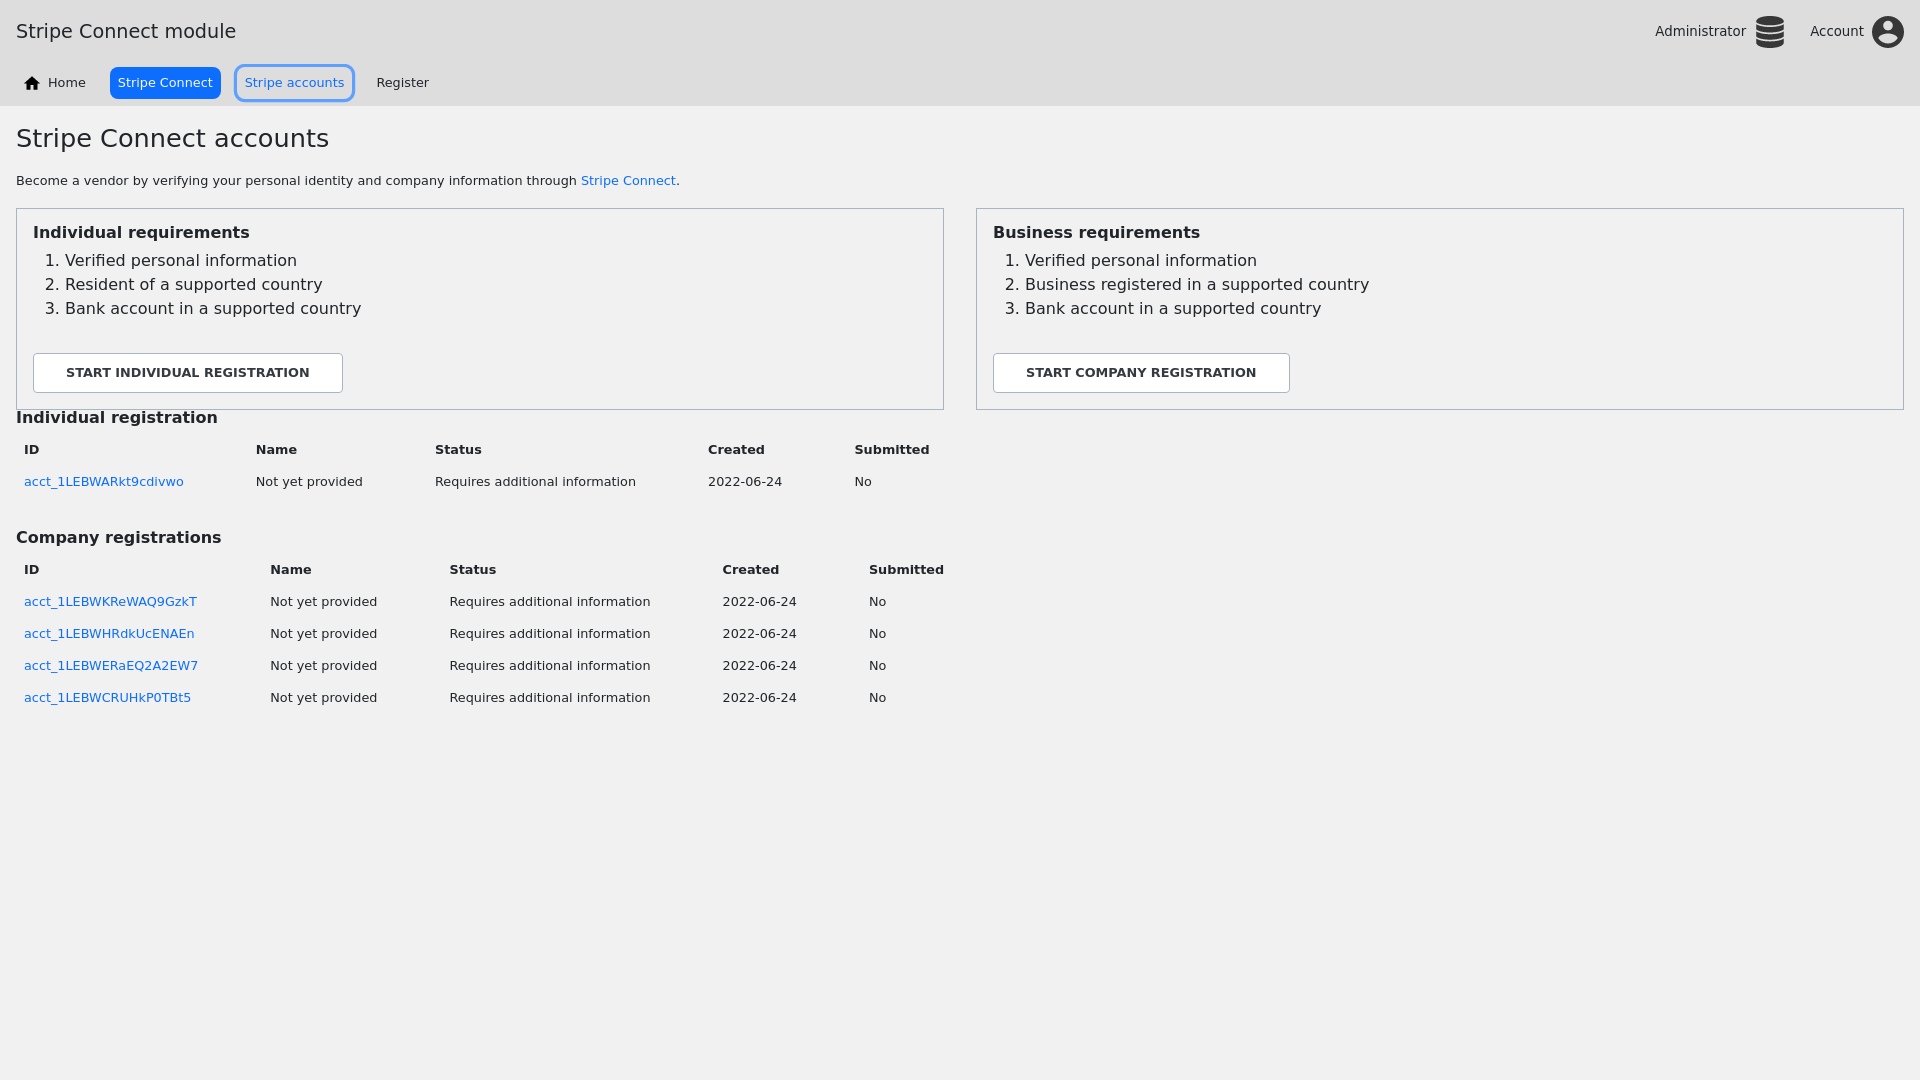 Stripe Connect module
Administrator
Account
Home
Stripe Connect
Stripe accounts
Register
Stripe Connect accounts
Become a vendor by verifying your personal identity and company information through Stripe Connect.
Individual requirements
1. Verified personal information
2. Resident of a supported country
3. Bank account in a supported country
START INDIVIDUAL REGISTRATION
Business requirements
1. Verified personal information
2. Business registered in a supported country
3. Bank account in a supported country
START COMPANY REGISTRATION
Individual registration
ID Name Status Created Submitted
acct_1LEBWARkt9cdivwo Not yet provided Requires additional information 2022-06-24 No
Company registrations
ID Name Status Created Submitted
acct_1LEBWKReWAQ9GzkT Not yet provided Requires additional information 2022-06-24 No
acct_1LEBWHRdkUcENAEn Not yet provided Requires additional information 2022-06-24 No
acct_1LEBWERaEQ2A2EW7 Not yet provided Requires additional information 2022-06-24 No
acct_1LEBWCRUHkP0TBt5 Not yet provided Requires additional information 2022-06-24 No